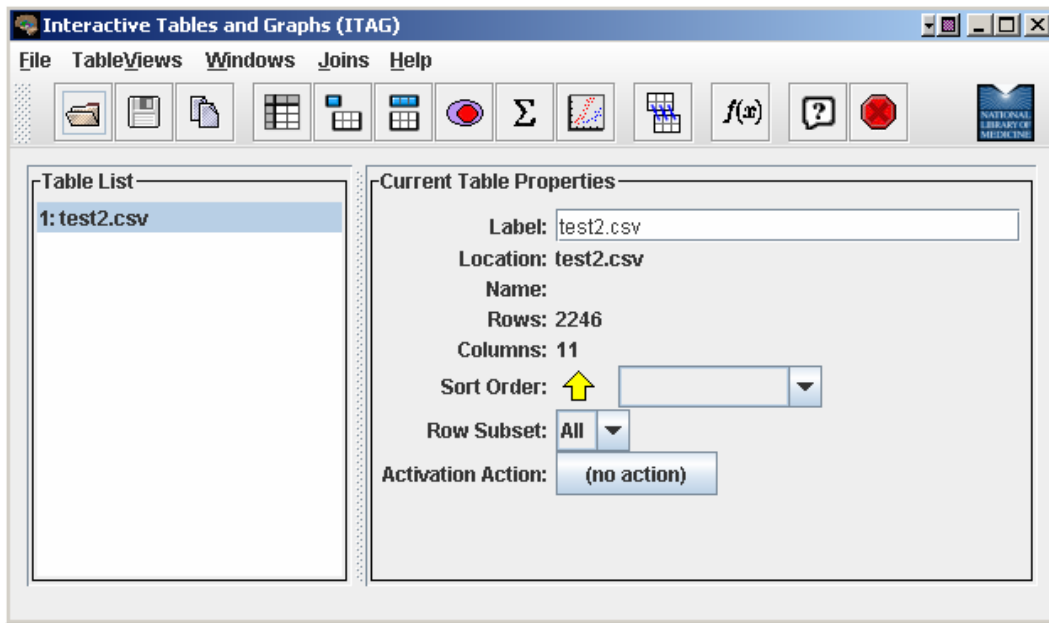 Interactive Tables and Graphs (ITAG)
File TableViews Windows Joins Help
Σ f(x) ?
NATIONAL
LIBRARY OF
MEDICINE
Table List
1: test2.csv
Current Table Properties
Label: test2.csv
Location: test2.csv
Name:
Rows: 2246
Columns: 11
Sort Order:
Row Subset: All
Activation Action: (no action)